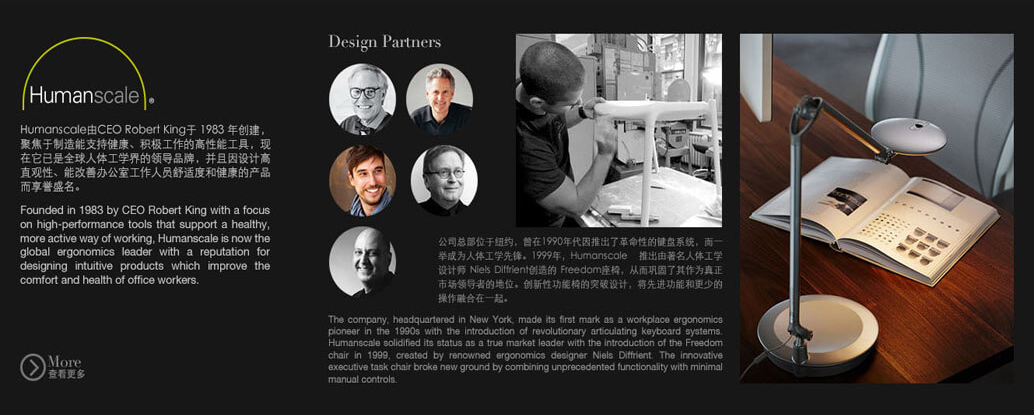 Humanscale®
Humanscale由CEO Robert King于 1983 年创建,
聚焦于制造能支持健康、积极工作的高性能工具,现
在它已是全球人体工学界的领导品牌,并且因设计高
直观性、能改善办公室工作人员舒适度和健康的产品
而享誉盛名。
Founded in 1983 by CEO Robert King with a focus
on high-performance tools that support a healthy,
more active way of working, Humanscale is now the
global ergonomics leader with a reputation for
designing intuitive products which improve the
comfort and health of office workers.
More
查看更多
Design Partners
公司总部位于纽约,曾在1990年代因推出了革命性的键盘系统,而一
举成为人体工学先锋。1999年,Humanscale 推出由著名人体工学
设计师 Niels Diffrient创造的 Freedom座椅,从而巩固了其作为真正
市场领导者的地位。创新性功能椅的突破设计,将先进功能和更少的
操作融合在一起。
The company, headquartered in New York, made its first mark as a workplace ergonomics
pioneer in the 1990s with the introduction of revolutionary articulating keyboard systems.
Humanscale solidified its status as a true market leader with the introduction of the Freedom
chair in 1999, created by renowned ergonomics designer Niels Diffrient. The innovative
executive task chair broke new ground by combining unprecedented functionality with minimal
manual controls.